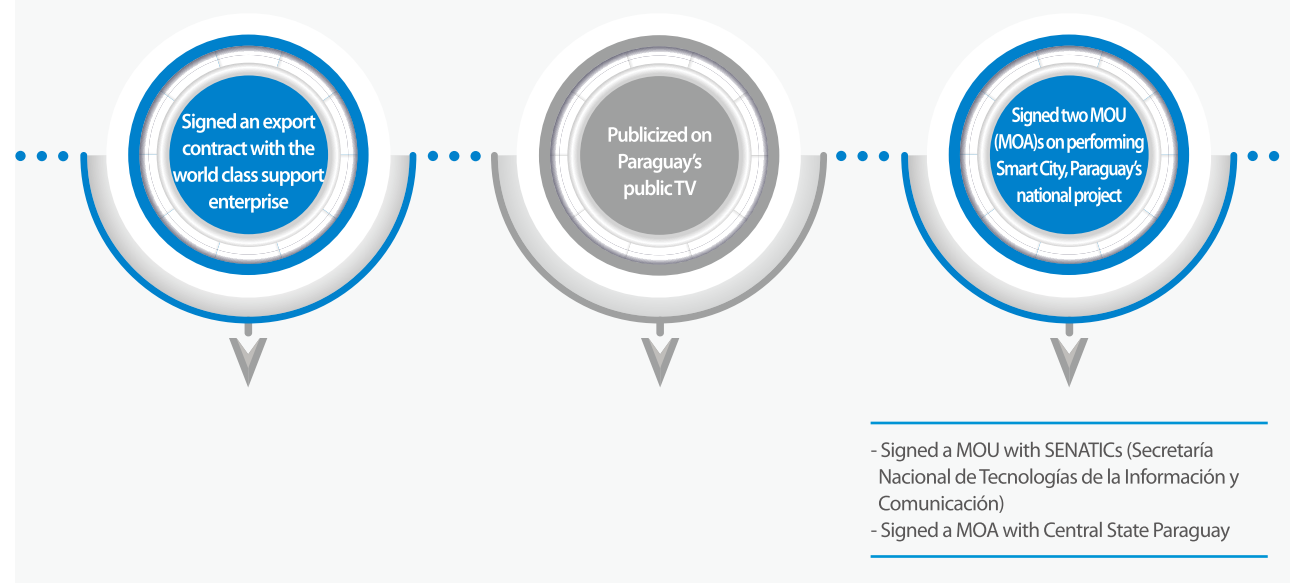 Signed an export
contract with the
world class support
enterprise
Publicized on
Paraguay's
public TV
Signed two MOU
(MOA)s on performing
Smart City, Paraguay's
national project
- Signed a MOU with SENATICs (Secretaría
Nacional de Tecnologías de la Información y
Comunicación)
- Signed a MOA with Central State Paraguay